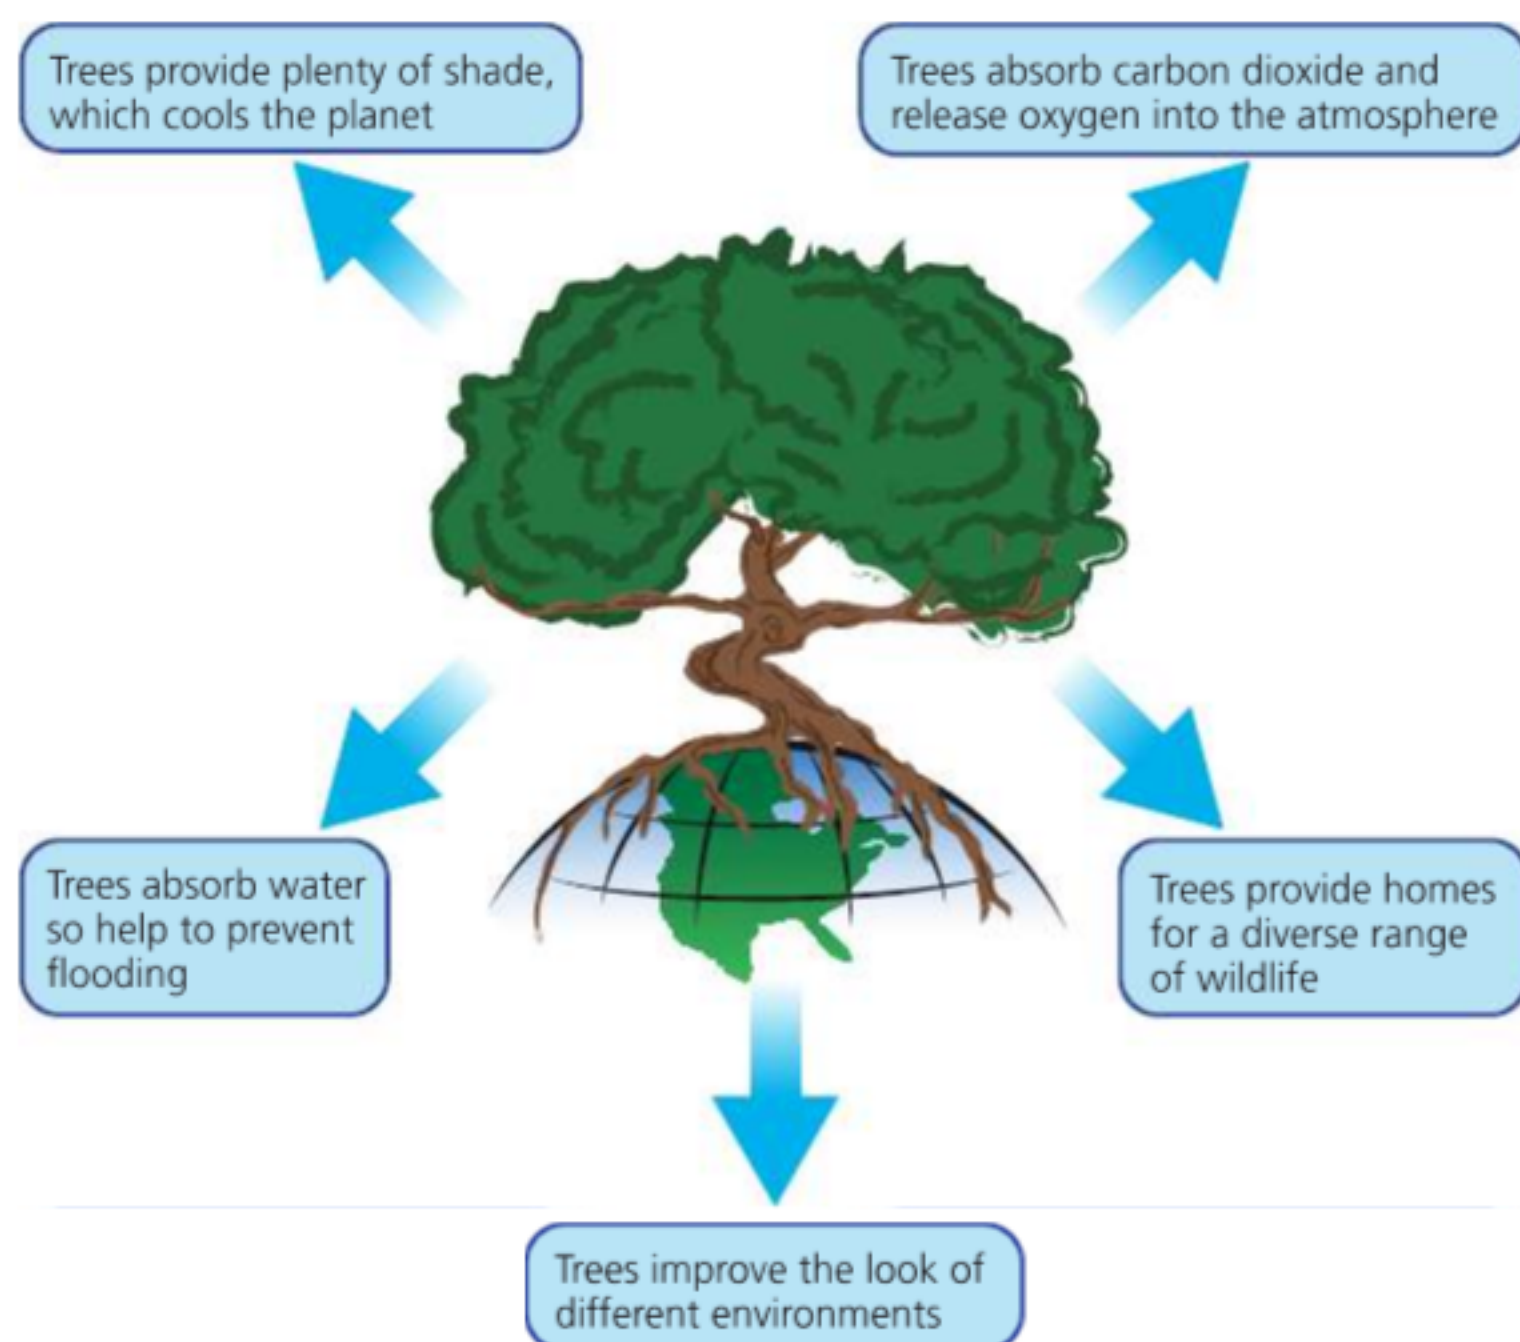 Trees provide plenty of shade,
which cools the planet
Trees absorb carbon dioxide and
release oxygen into the atmosphere
Trees absorb water
so help to prevent
flooding
Trees provide homes
for a diverse range
of wildlife
Trees improve the look of
different environments